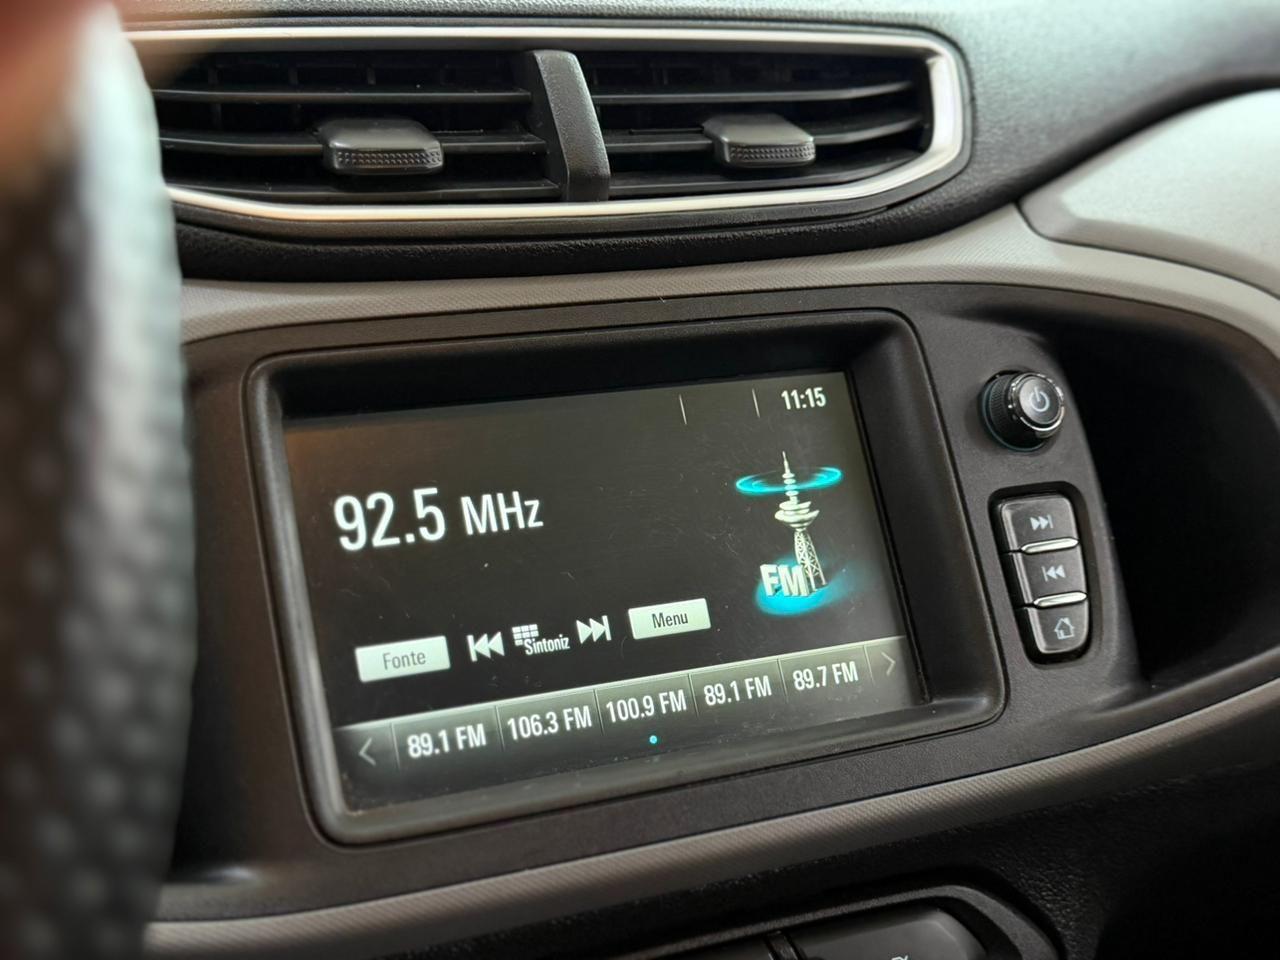 11:15
92.5 MHz
FM
Fonte
Sintoniz
Menu
89.1 FM
106.3 FM
100.9 FM
89.1 FM
89.7 FM